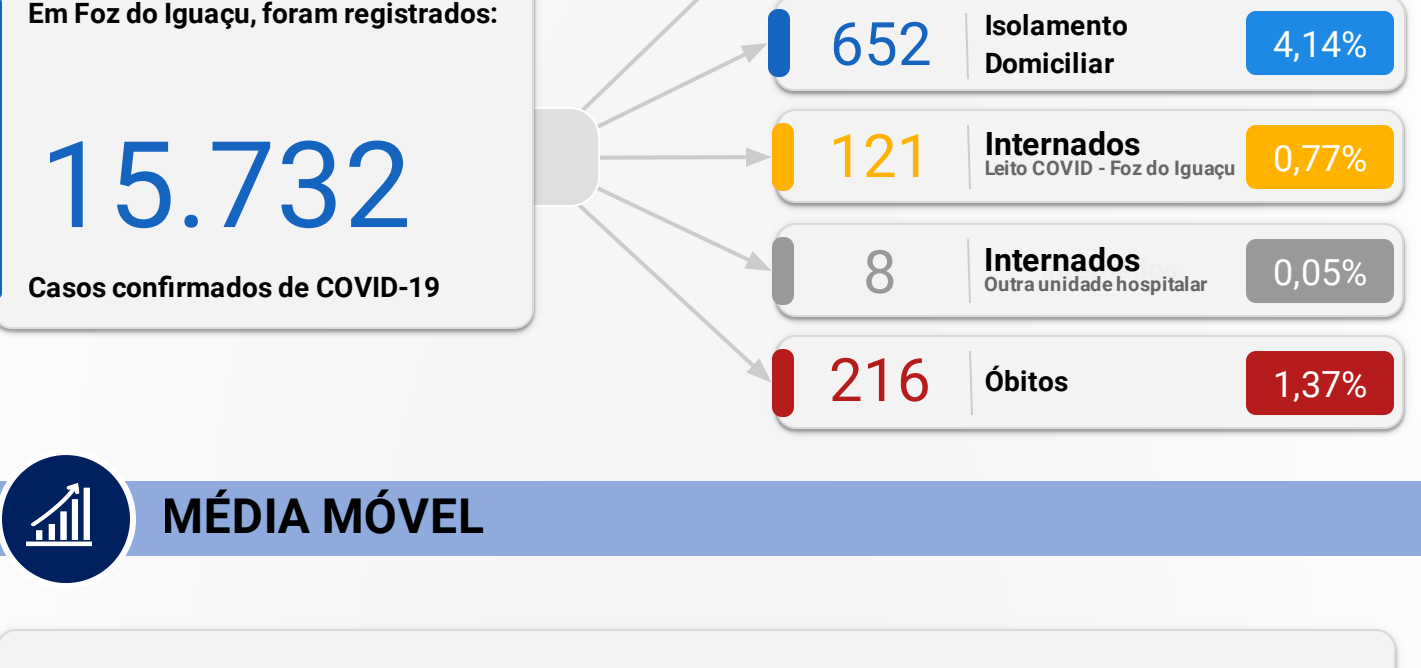 Em Foz do Iguaçu, foram registrados:
15.732
Casos confirmados de COVID-19
652
Isolamento
Domiciliar
4,14%
121
Internados
Leito COVID - Foz do Iguaçu
0,77%
8
Internados
Outra unidade hospitalar
0,05%
216
Óbitos
1,37%
MÉDIA MÓVEL